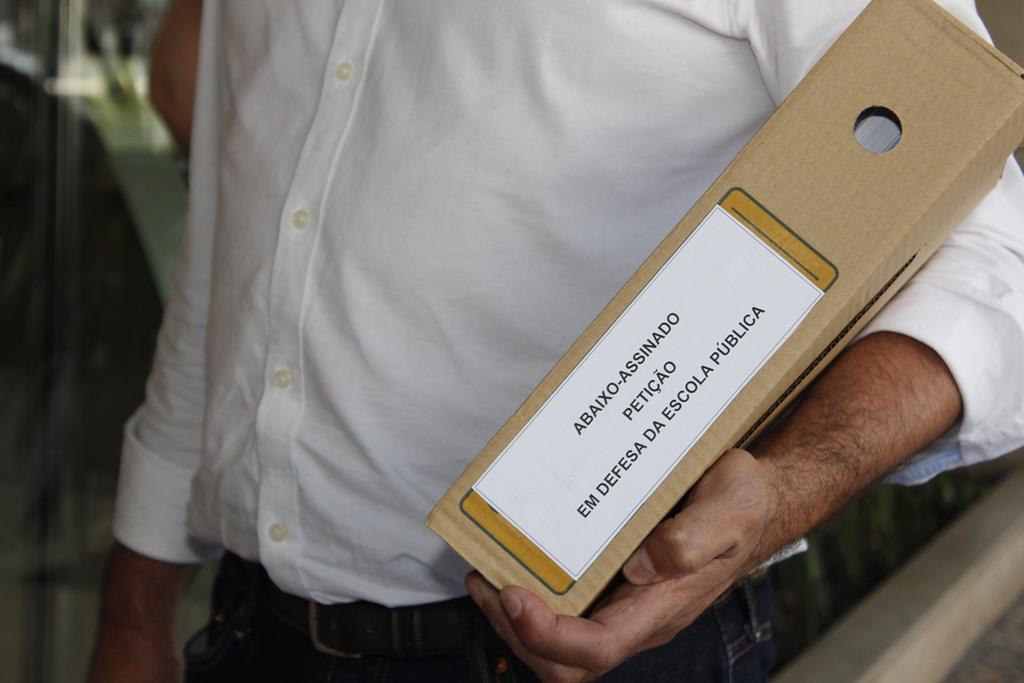 ABAIXO-ASSINADO
PETIÇÃO
EM DEFESA DA ESCOLA PÚBLICA